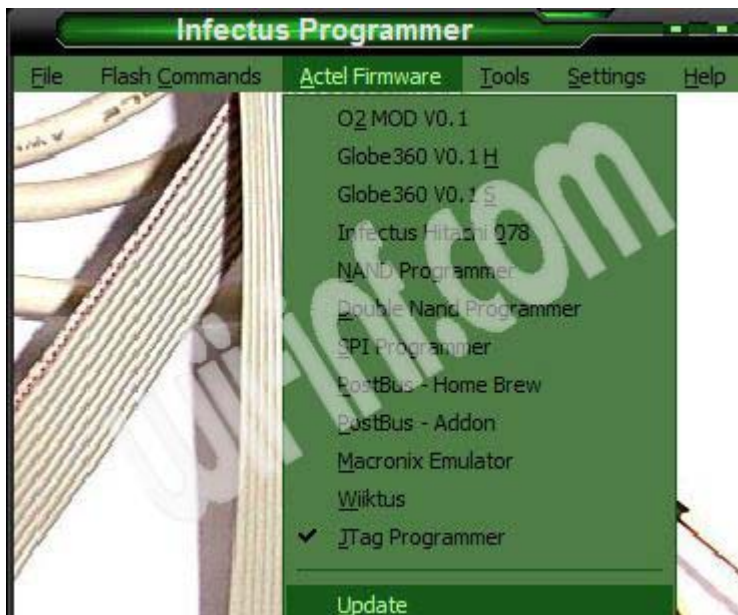 Infectus Programmer
File Flash Commands Actel Firmware Tools Settings Help
O2 MOD V0.1
Globe360 V0.1 H
Globe360 V0.1 S
Infectus Hitachi 078
NAND Programmer
Double Nand Programmer
SPI Programmer
PostBus - Home Brew
PostBus - Addon
Macronix Emulator
Wiiktus
JTag Programmer
Update